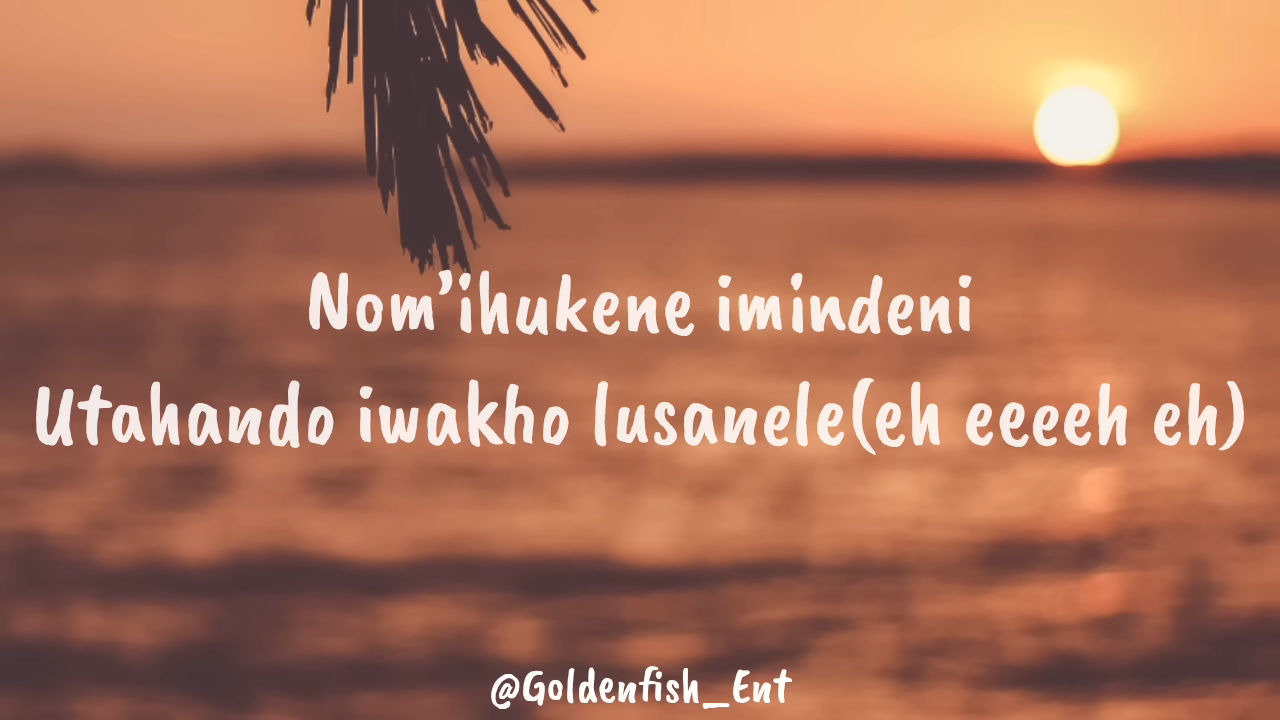 Nom’ihukene imindeni
Utahando iwakho lusanele(eh eeeeh eh)
@Goldenfish_Ent